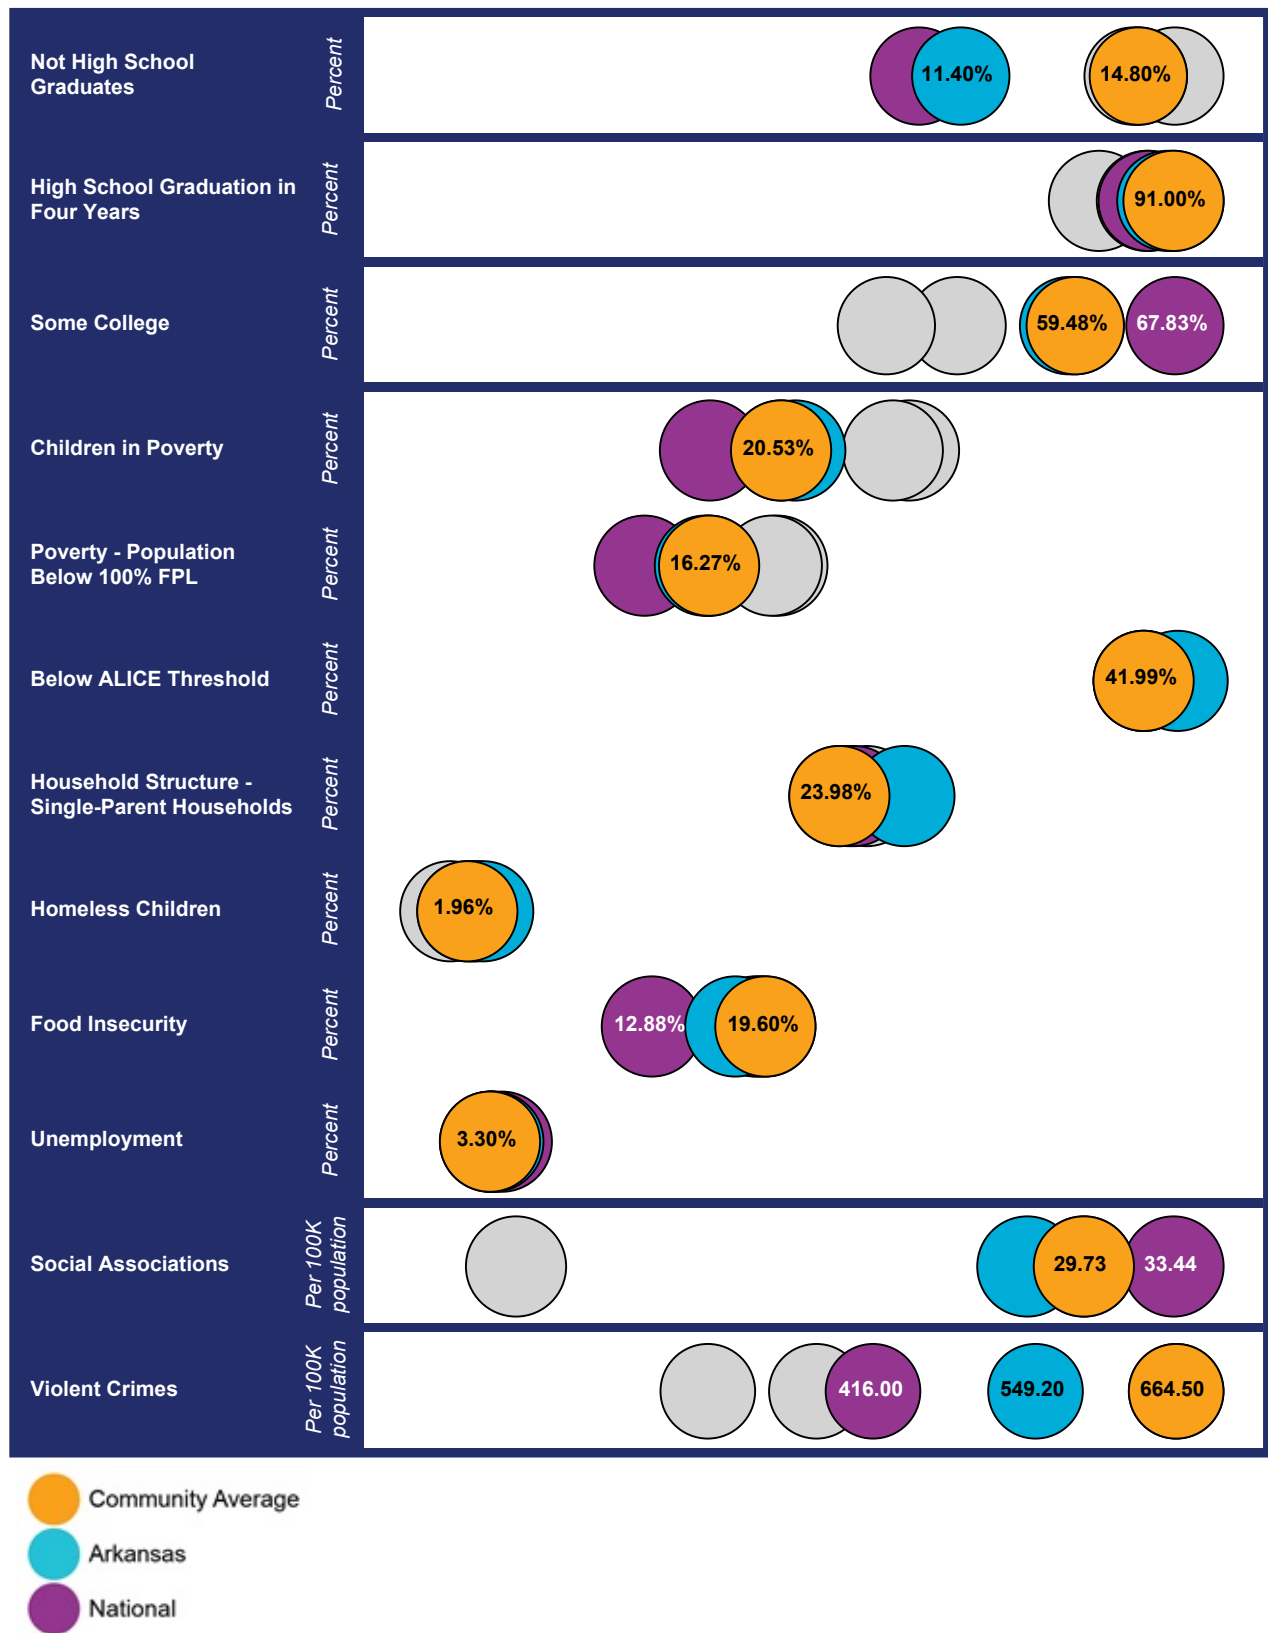 Not High School
Graduates
Percent
11.40%
14.80%
High School Graduation in
Four Years
Percent
91.00%
Some College
Percent
59.48%
67.83%
Children in Poverty
Percent
20.53%
Poverty - Population
Below 100% FPL
Percent
16.27%
Below ALICE Threshold
Percent
41.99%
Household Structure -
Single-Parent Households
Percent
23.98%
Homeless Children
Percent
1.96%
Food Insecurity
Percent
12.88%
19.60%
Unemployment
Percent
3.30%
Social Associations
Per 100K
population
29.73
33.44
Violent Crimes
Per 100K
population
416.00
549.20
664.50
Community Average
Arkansas
National